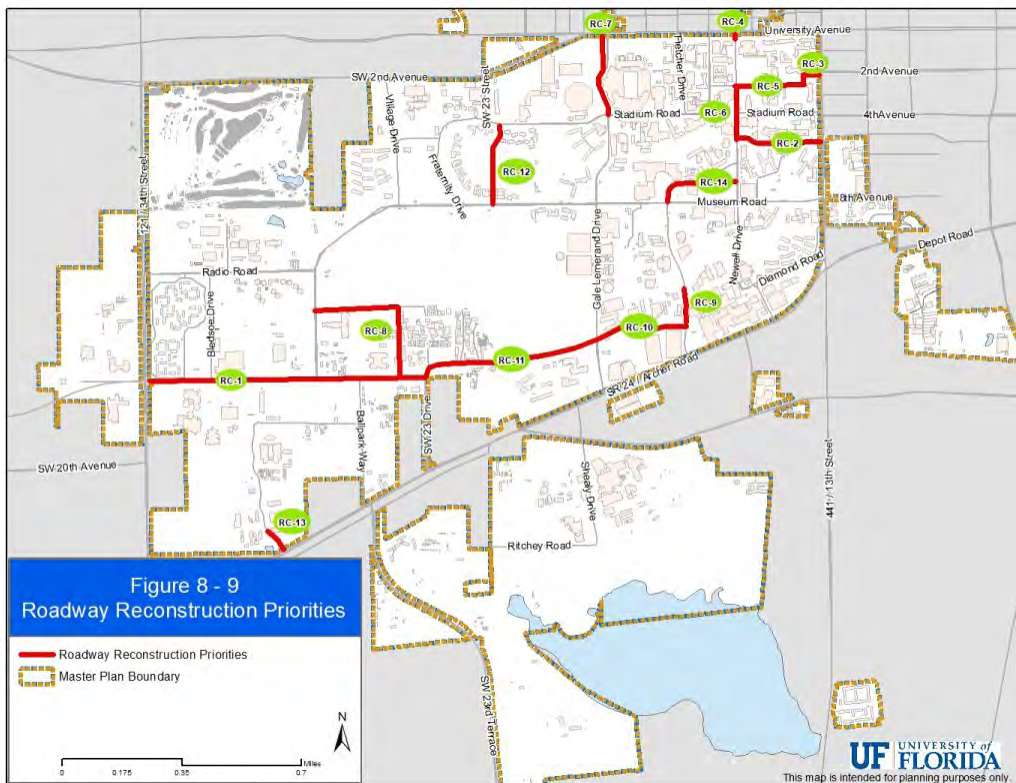 RC-7
RC-4
University Avenue
Fletcher Drive
RC-3
SW 2nd Avenue
SW 23 Street
2nd Avenue
RC-5
Village Drive
RC-6
Stadium Road
Stadium Road
4thAvenue
RC-2
Fraternity Drive
RC-12
RC-14
Museum Road
8th Avenue
121 / 34th Street
Gale Lemerand Drive
Newell Drive
Depot Road
Diamond Road
Radio Road
Bledsoe Drive
RC-9
RC-8
RC-10
RC-11
RC-1
SR 24 / Archer Road
SW 23 Drive
Ballpark Way
SW 20th Avenue
Shealy Drive
441 / 13th Street
RC-13
Ritchey Road
Figure 8 - 9
Roadway Reconstruction Priorities
Roadway Reconstruction Priorities
Master Plan Boundary
SW 23rd Terrace
N
Miles
0 0.175 0.35 0.7
UF UNIVERSITY of
FLORIDA
This map is intended for planning purposes only.